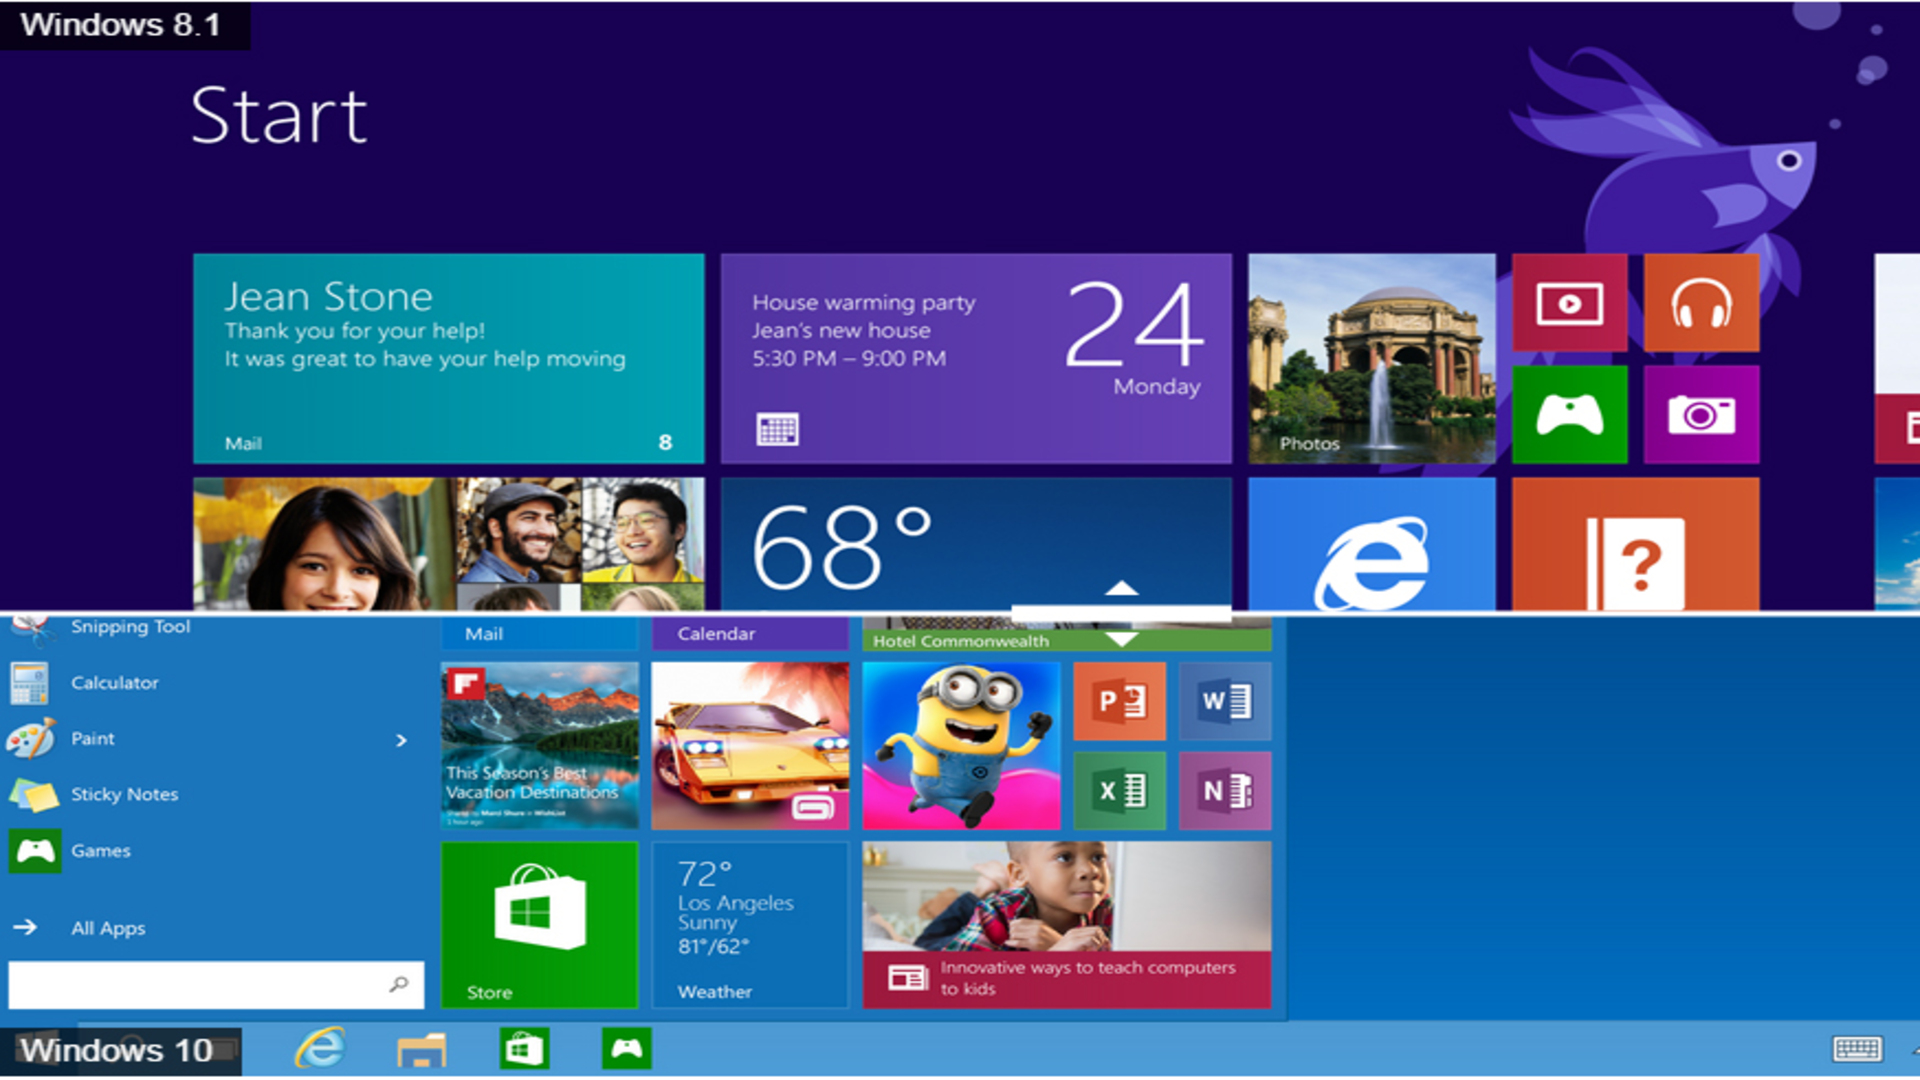 Windows 8.1
Start
Jean Stone
Thank you for your help!
It was great to have your help moving
Mail
8
House warming party
Jean's new house
5:30 PM – 9:00 PM
24
Monday
Photos
68°
?
Snipping Tool
Calculator
Paint
Sticky Notes
Games
All Apps
Mail
Calendar
Hotel Commonwealth
This Season's Best
Vacation Destinations
P
W
X
N
Store
72°
Los Angeles
Sunny
81°/62°
Weather
Innovative ways to teach computers
to kids
Windows 10